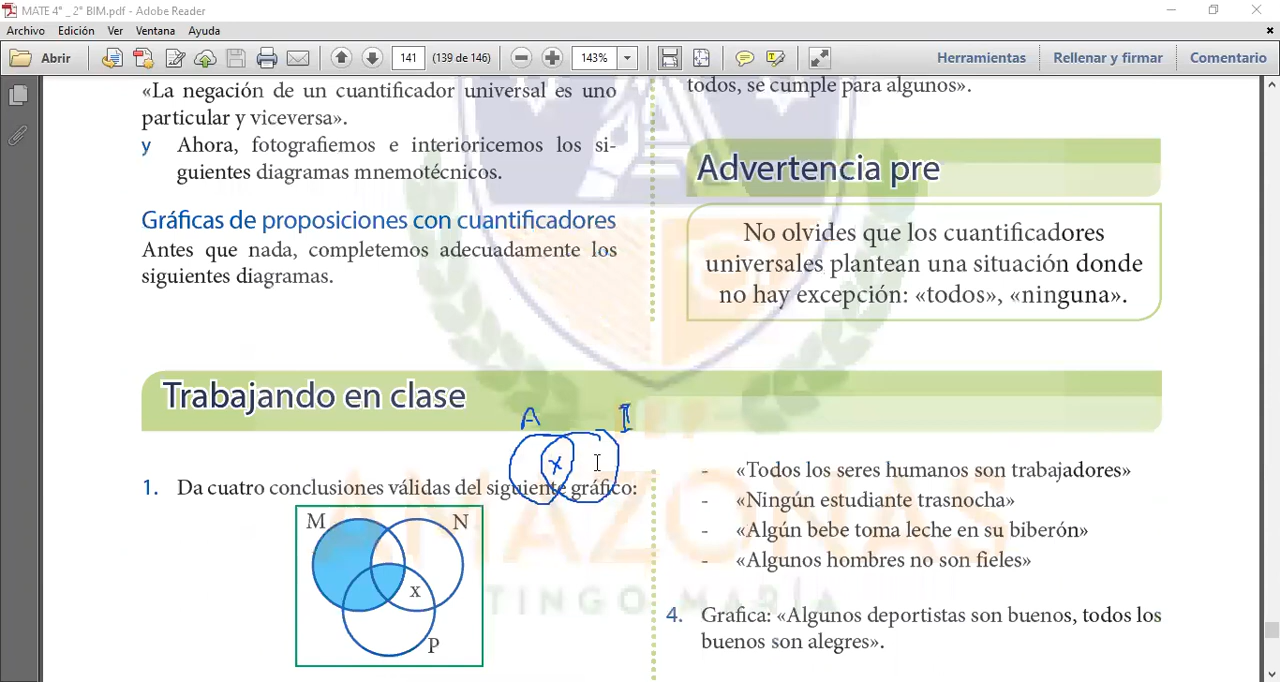 MATE 4° _ 2° BIM.pdf - Adobe Reader
Archivo Edición Ver Ventana Ayuda
Abrir 141 (139 de 146) 143% Herramientas Rellenar y firmar Comentario
«La negación de un cuantificador universal es uno
particular y viceversa».
y Ahora, fotografiemos e interioricemos los si-
guientes diagramas mnemotécnicos.
Gráficas de proposiciones con cuantificadores
Antes que nada, completemos adecuadamente los
siguientes diagramas.
todos, se cumple para algunos».
Advertencia pre
No olvides que los cuantificadores
universales plantean una situación donde
no hay excepción: «todos», «ninguna».
Trabajando en clase
A I
x
1. Da cuatro conclusiones válidas del siguiente gráfico:
M N
x
P
- «Todos los seres humanos son trabajadores»
- «Ningún estudiante trasnocha»
- «Algún bebe toma leche en su biberón»
- «Algunos hombres no son fieles»
4. Grafica: «Algunos deportistas son buenos, todos los
buenos son alegres».
AMAZONAS
TINGO MARÍA